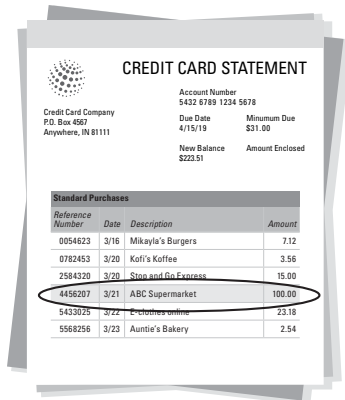 CREDIT CARD STATEMENT
Credit Card Company
P.O. Box 4567
Anywhere, IN 81111
Account Number
5432 6789 1234 5678
Due Date Minimum Due
4/15/19 $31.00
New Balance Amount Enclosed
$223.51
Standard Purchases
Reference Number Date Description Amount
0054623 3/16 Mikayla's Burgers 7.12
0782453 3/20 Kofi's Koffee 3.56
2584320 3/20 Stop and Go Express 15.00
4456207 3/21 ABC Supermarket 100.00
5433025 3/22 E-clothes online 23.18
5568256 3/23 Auntie's Bakery 2.54